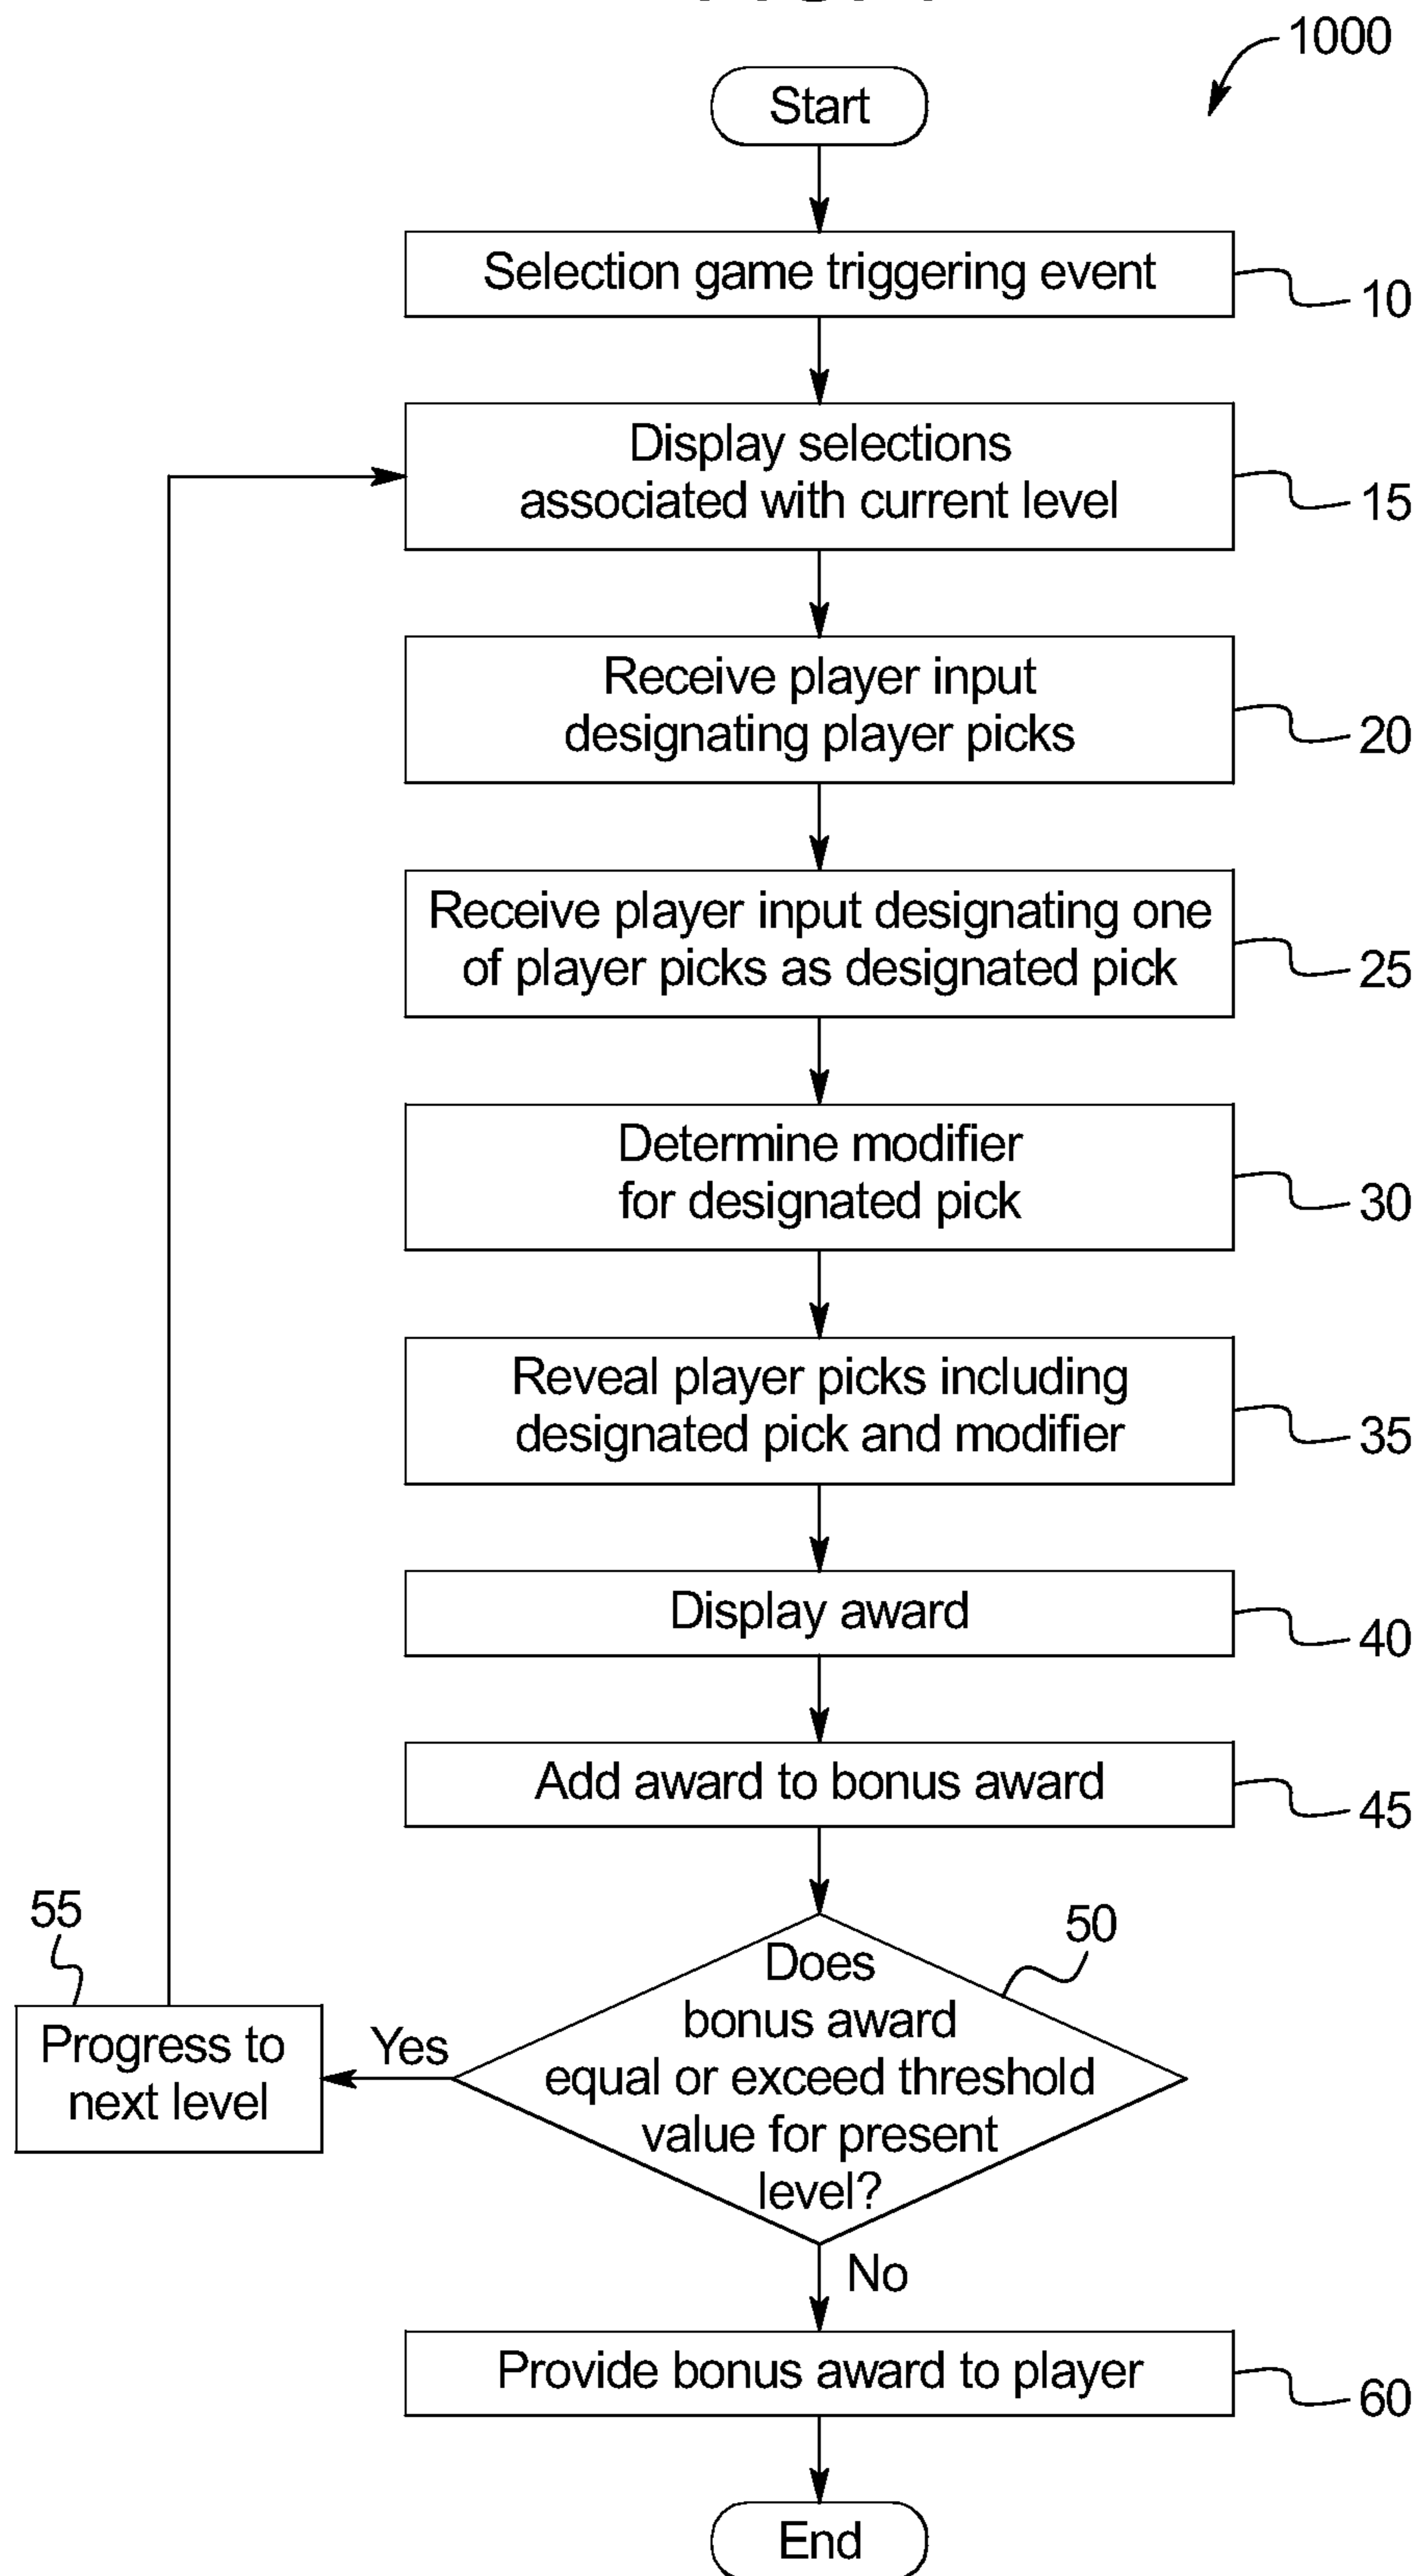 1000
Start
Selection game triggering event
10
Display selections
associated with current level
15
Receive player input
designating player picks
20
Receive player input designating one
of player picks as designated pick
25
Determine modifier
for designated pick
30
Reveal player picks including
designated pick and modifier
35
Display award
40
Add award to bonus award
45
55
50
Does
bonus award
equal or exceed threshold
value for present
level?
Yes
Progress to
next level
No
Provide bonus award to player
60
End